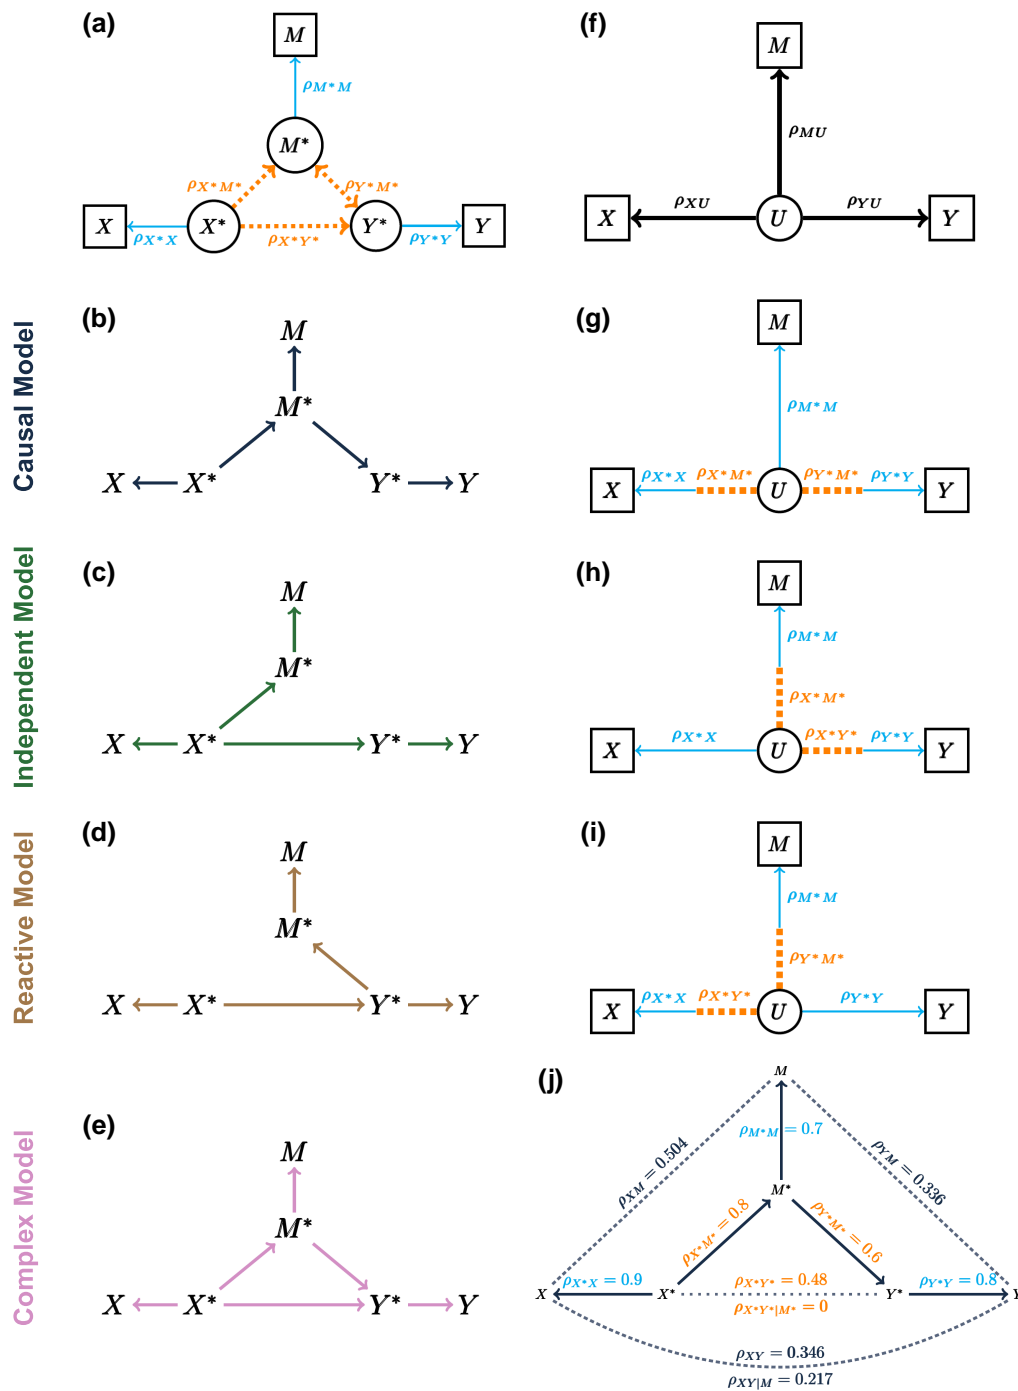 (a)
M
ρM*M
M*
ρX*M*
ρY*M*
X
ρX*X
X*
ρX*Y*
Y*
ρY*Y
Y
(f)
M
ρMU
X
ρXU
U
ρYU
Y
Causal Model
(b)
M
M*
X
X*
Y*
Y
(g)
M
ρM*M
X
ρX*X
ρX*M*
U
ρY*M*
ρY*Y
Y
Independent Model
(c)
M
M*
X
X*
Y*
Y
(h)
M
ρM*M
ρX*M*
X
ρX*X
U
ρX*Y*
ρY*Y
Y
Reactive Model
(d)
M
M*
X
X*
Y*
Y
(i)
M
ρM*M
ρY*M*
X
ρX*X
ρX*Y*
U
ρY*Y
Y
Complex Model
(e)
M
M*
X
X*
Y*
Y
(j)
M
ρM*M = 0.7
ρXM = 0.504
ρYM = 0.336
M*
ρX*M* = 0.8
ρY*M* = 0.6
X
ρX*X = 0.9
X*
ρX*Y* = 0.48
ρX*Y*|M* = 0
Y*
ρY*Y = 0.8
Y
ρXY = 0.346
ρXY|M = 0.217